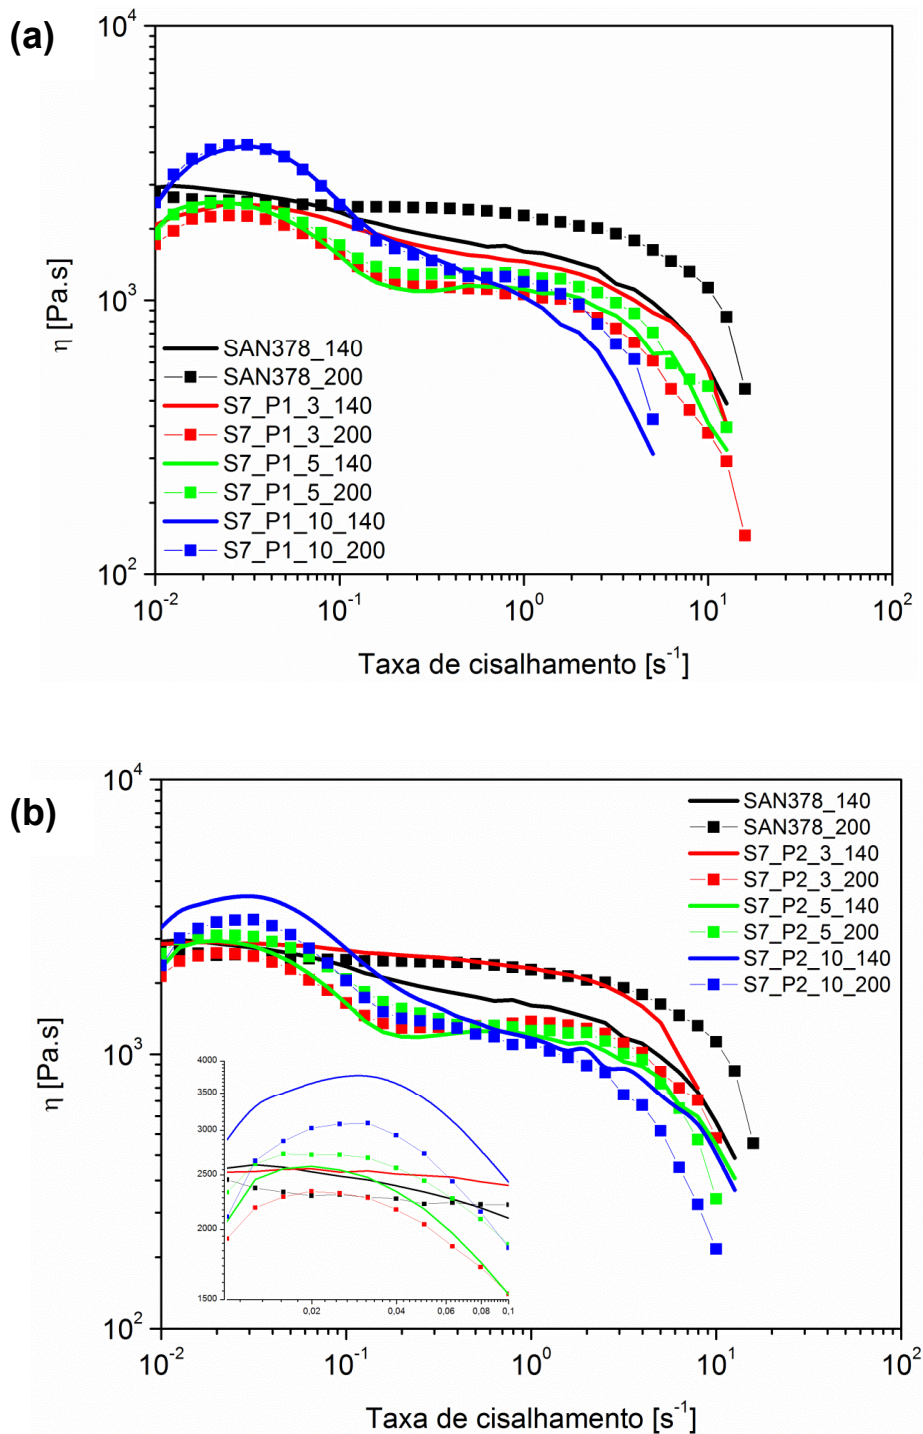 (a)
10^4
10^3
10^2
η [Pa.s]
SAN378_140
SAN378_200
S7_P1_3_140
S7_P1_3_200
S7_P1_5_140
S7_P1_5_200
S7_P1_10_140
S7_P1_10_200
10^-2 10^-1 10^0 10^1 10^2
Taxa de cisalhamento [s^-1]
(b)
10^4
10^3
10^2
η [Pa.s]
SAN378_140
SAN378_200
S7_P2_3_140
S7_P2_3_200
S7_P2_5_140
S7_P2_5_200
S7_P2_10_140
S7_P2_10_200
4000
3500
3000
2500
2000
1500
0,02 0,04 0,06 0,08 0,1
10^-2 10^-1 10^0 10^1 10^2
Taxa de cisalhamento [s^-1]